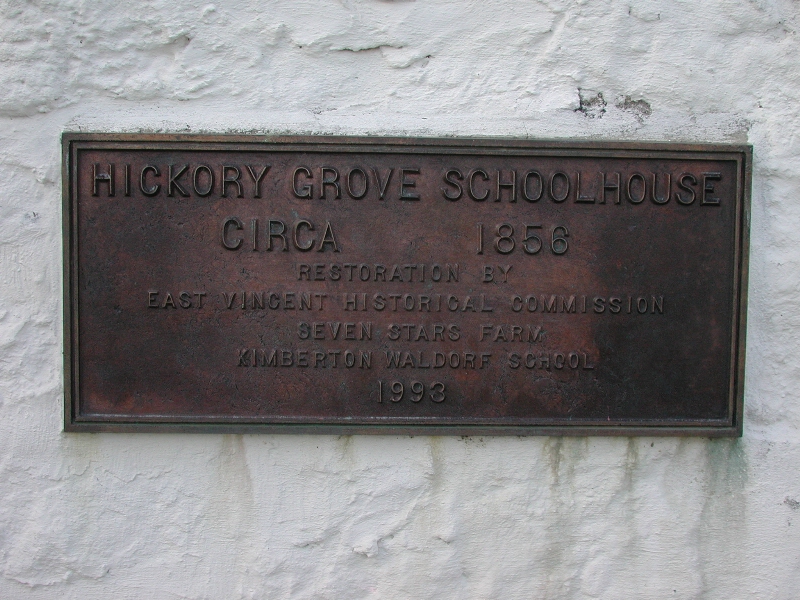 HICKORY GROVE SCHOOLHOUSE
CIRCA 1856
RESTORATION BY
EAST VINCENT HISTORICAL COMMISSION
SEVEN STARS FARM
KIMBERTON WALDORF SCHOOL
1993